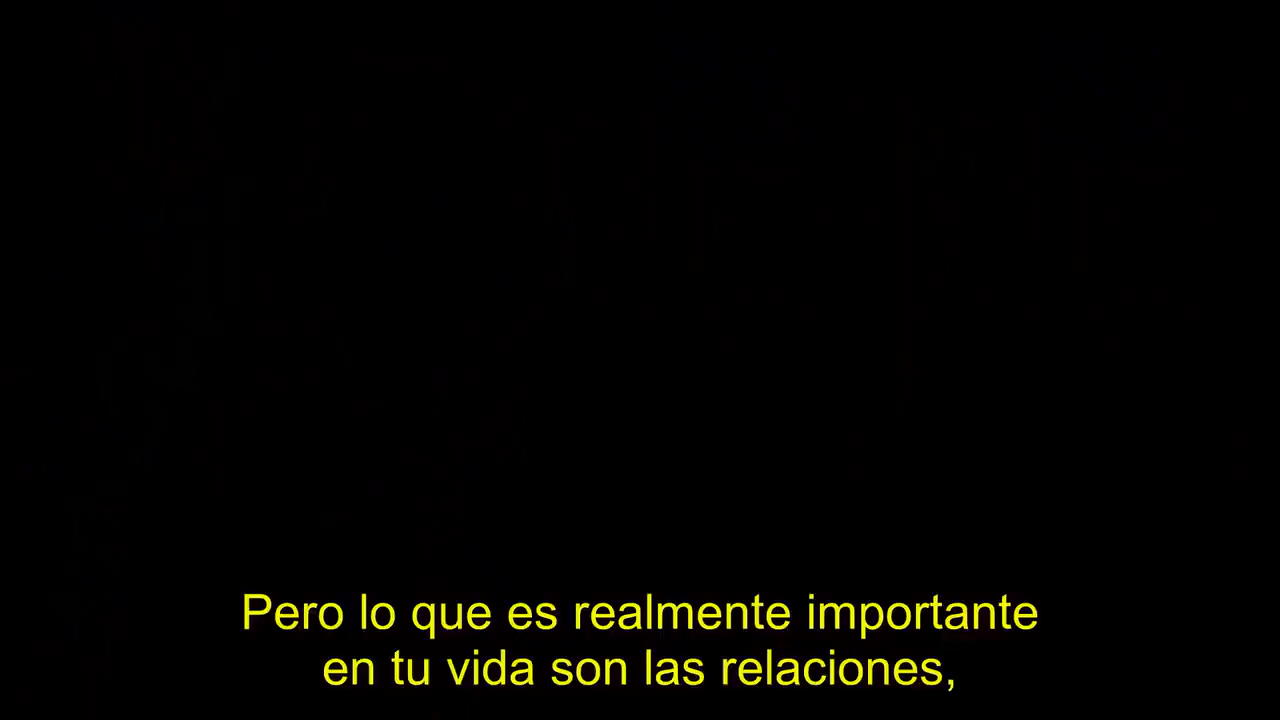 Pero lo que es realmente importante
en tu vida son las relaciones,